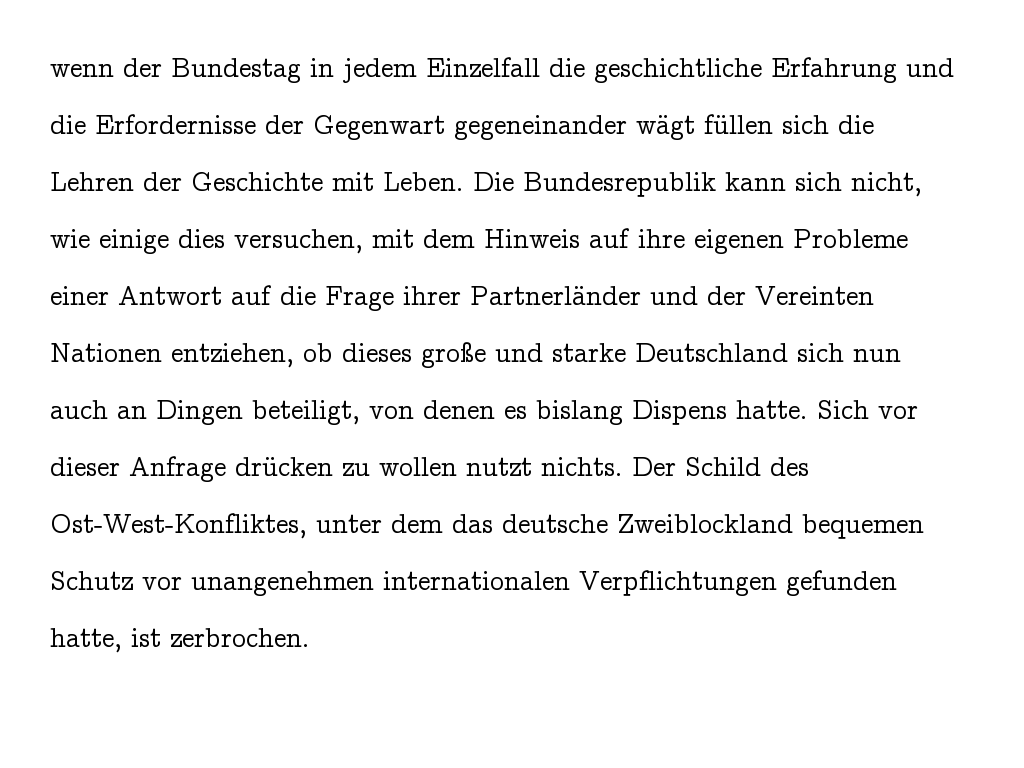 wenn der Bundestag in jedem Einzelfall die geschichtliche Erfahrung und
die Erfordernisse der Gegenwart gegeneinander wägt füllen sich die
Lehren der Geschichte mit Leben. Die Bundesrepublik kann sich nicht,
wie einige dies versuchen, mit dem Hinweis auf ihre eigenen Probleme
einer Antwort auf die Frage ihrer Partnerländer und der Vereinten
Nationen entziehen, ob dieses große und starke Deutschland sich nun
auch an Dingen beteiligt, von denen es bislang Dispens hatte. Sich vor
dieser Anfrage drücken zu wollen nutzt nichts. Der Schild des
Ost-West-Konfliktes, unter dem das deutsche Zweiblockland bequemen
Schutz vor unangenehmen internationalen Verpflichtungen gefunden
hatte, ist zerbrochen.